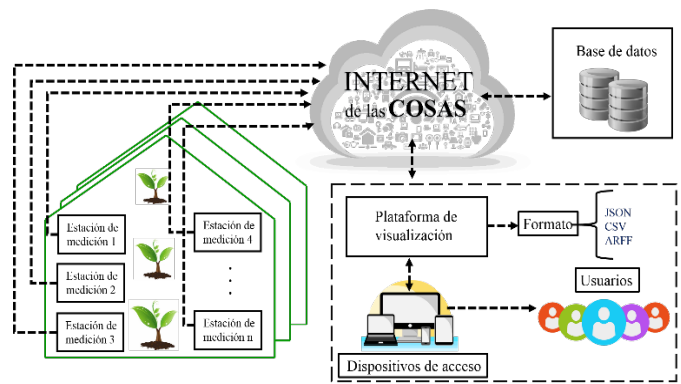 INTERNET
de las COSAS
Base de datos
Estación de
medición 1
Estación de
medición 2
Estación de
medición 3
Estación de
medición 4
.
.
.
Estación de
medición n
Plataforma de
visualización
Formato
JSON
CSV
ARFF
Usuarios
Dispositivos de acceso